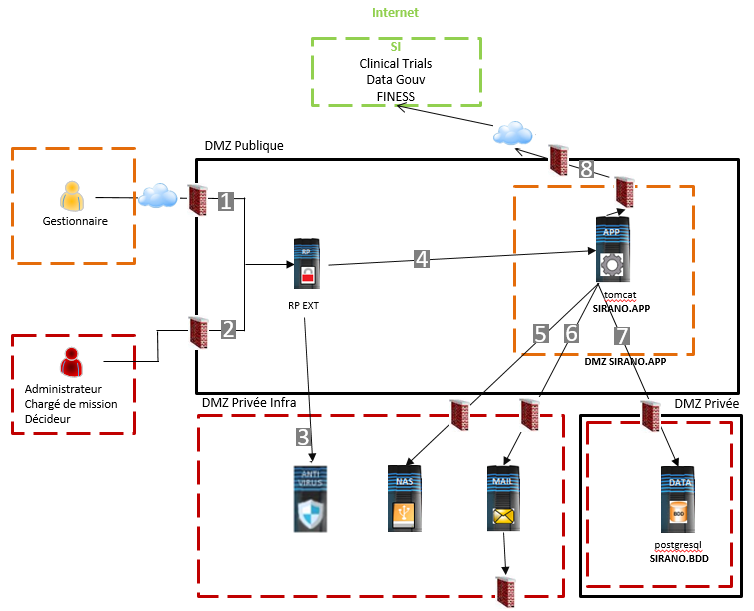 Internet
SI
Clinical Trials
Data Gouv
FINESS
DMZ Publique
8
Gestionnaire
1
APP
RP
4
RP EXT
tomcat
SIRANO.APP
2
5
6
7
DMZ SIRANO.APP
Administrateur
Chargé de mission
Décideur
DMZ Privée Infra
DMZ Privée
3
ANTI
VIRUS
NAS
MAIL
DATA
BDD
postgresql
SIRANO.BDD